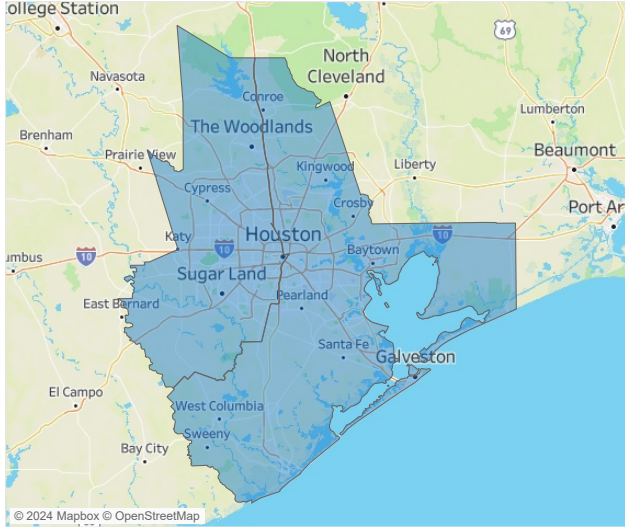 ollege Station
69
North
Cleveland
Navasota
Conroe
Lumberton
The Woodlands
Brenham
Beaumont
Prairie View
Kingwood
Liberty
Cypress
Crosby
Port Ar
Katy
Houston
10
10
10
umbus
Baytown
Sugar Land
East Bernard
Pearland
Santa Fe
Galveston
El Campo
West Columbia
Sweeny
Bay City
© 2024 Mapbox © OpenStreetMap